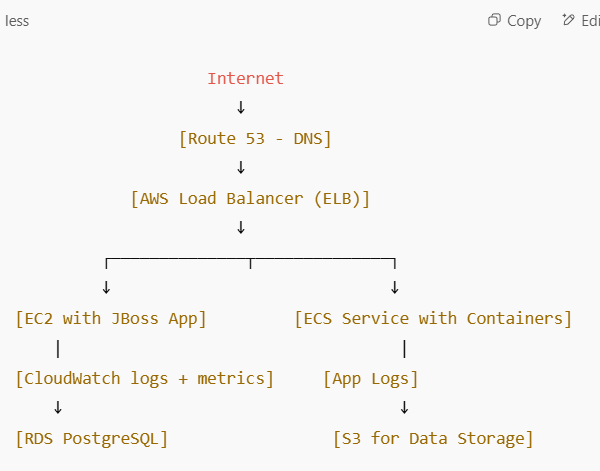 less Copy Edi
Internet
↓
[Route 53 - DNS]
↓
[AWS Load Balancer (ELB)]
↓
┌──────────────┬──────────────┐
↓ ↓
[EC2 with JBoss App] [ECS Service with Containers]
| |
[CloudWatch logs + metrics] [App Logs]
↓ ↓
[RDS PostgreSQL] [S3 for Data Storage]